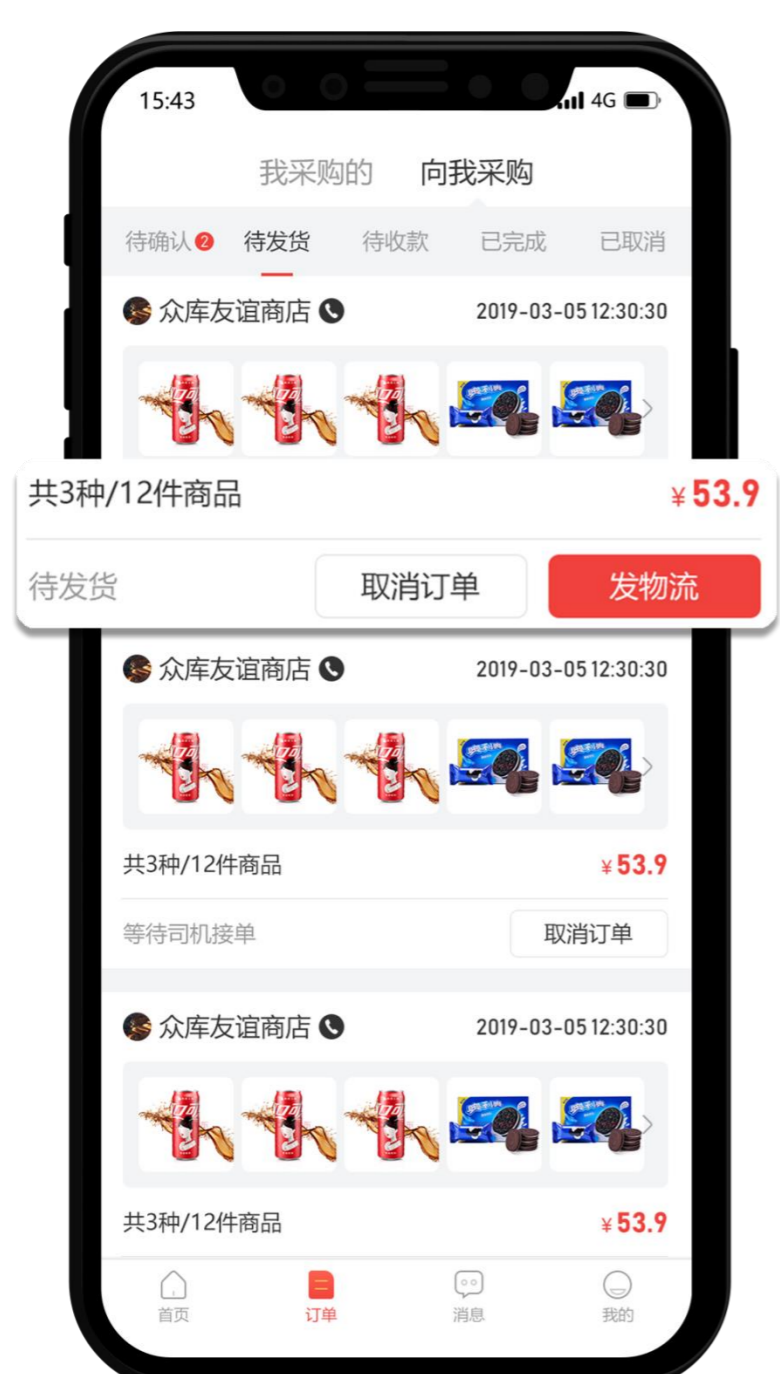 15:43 4G
我采购的 向我采购
待确认 2 待发货 待收款 已完成 已取消
众库友谊商店 2019-03-05 12:30:30
共3种/12件商品 ¥53.9
待发货 取消订单 发物流
众库友谊商店 2019-03-05 12:30:30
共3种/12件商品 ¥53.9
等待司机接单 取消订单
众库友谊商店 2019-03-05 12:30:30
共3种/12件商品 ¥53.9
首页 订单 消息 我的